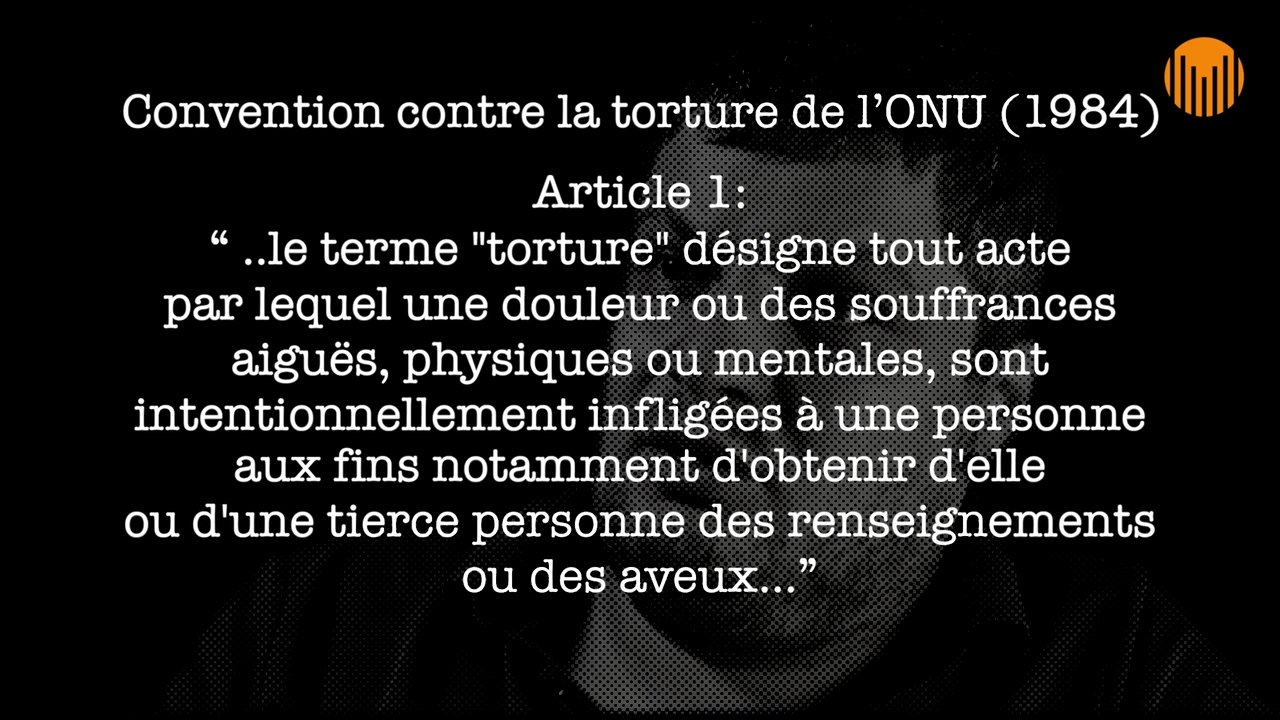 Convention contre la torture de l’ONU (1984)
Article 1:
“ ..le terme "torture" désigne tout acte
par lequel une douleur ou des souffrances
aiguës, physiques ou mentales, sont
intentionnellement infligées à une personne
aux fins notamment d'obtenir d'elle
ou d'une tierce personne des renseignements
ou des aveux...”